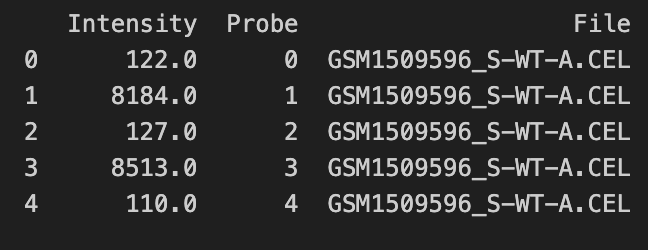 Intensity Probe File
0 122.0 0 GSM1509596_S-WT-A.CEL
1 8184.0 1 GSM1509596_S-WT-A.CEL
2 127.0 2 GSM1509596_S-WT-A.CEL
3 8513.0 3 GSM1509596_S-WT-A.CEL
4 110.0 4 GSM1509596_S-WT-A.CEL